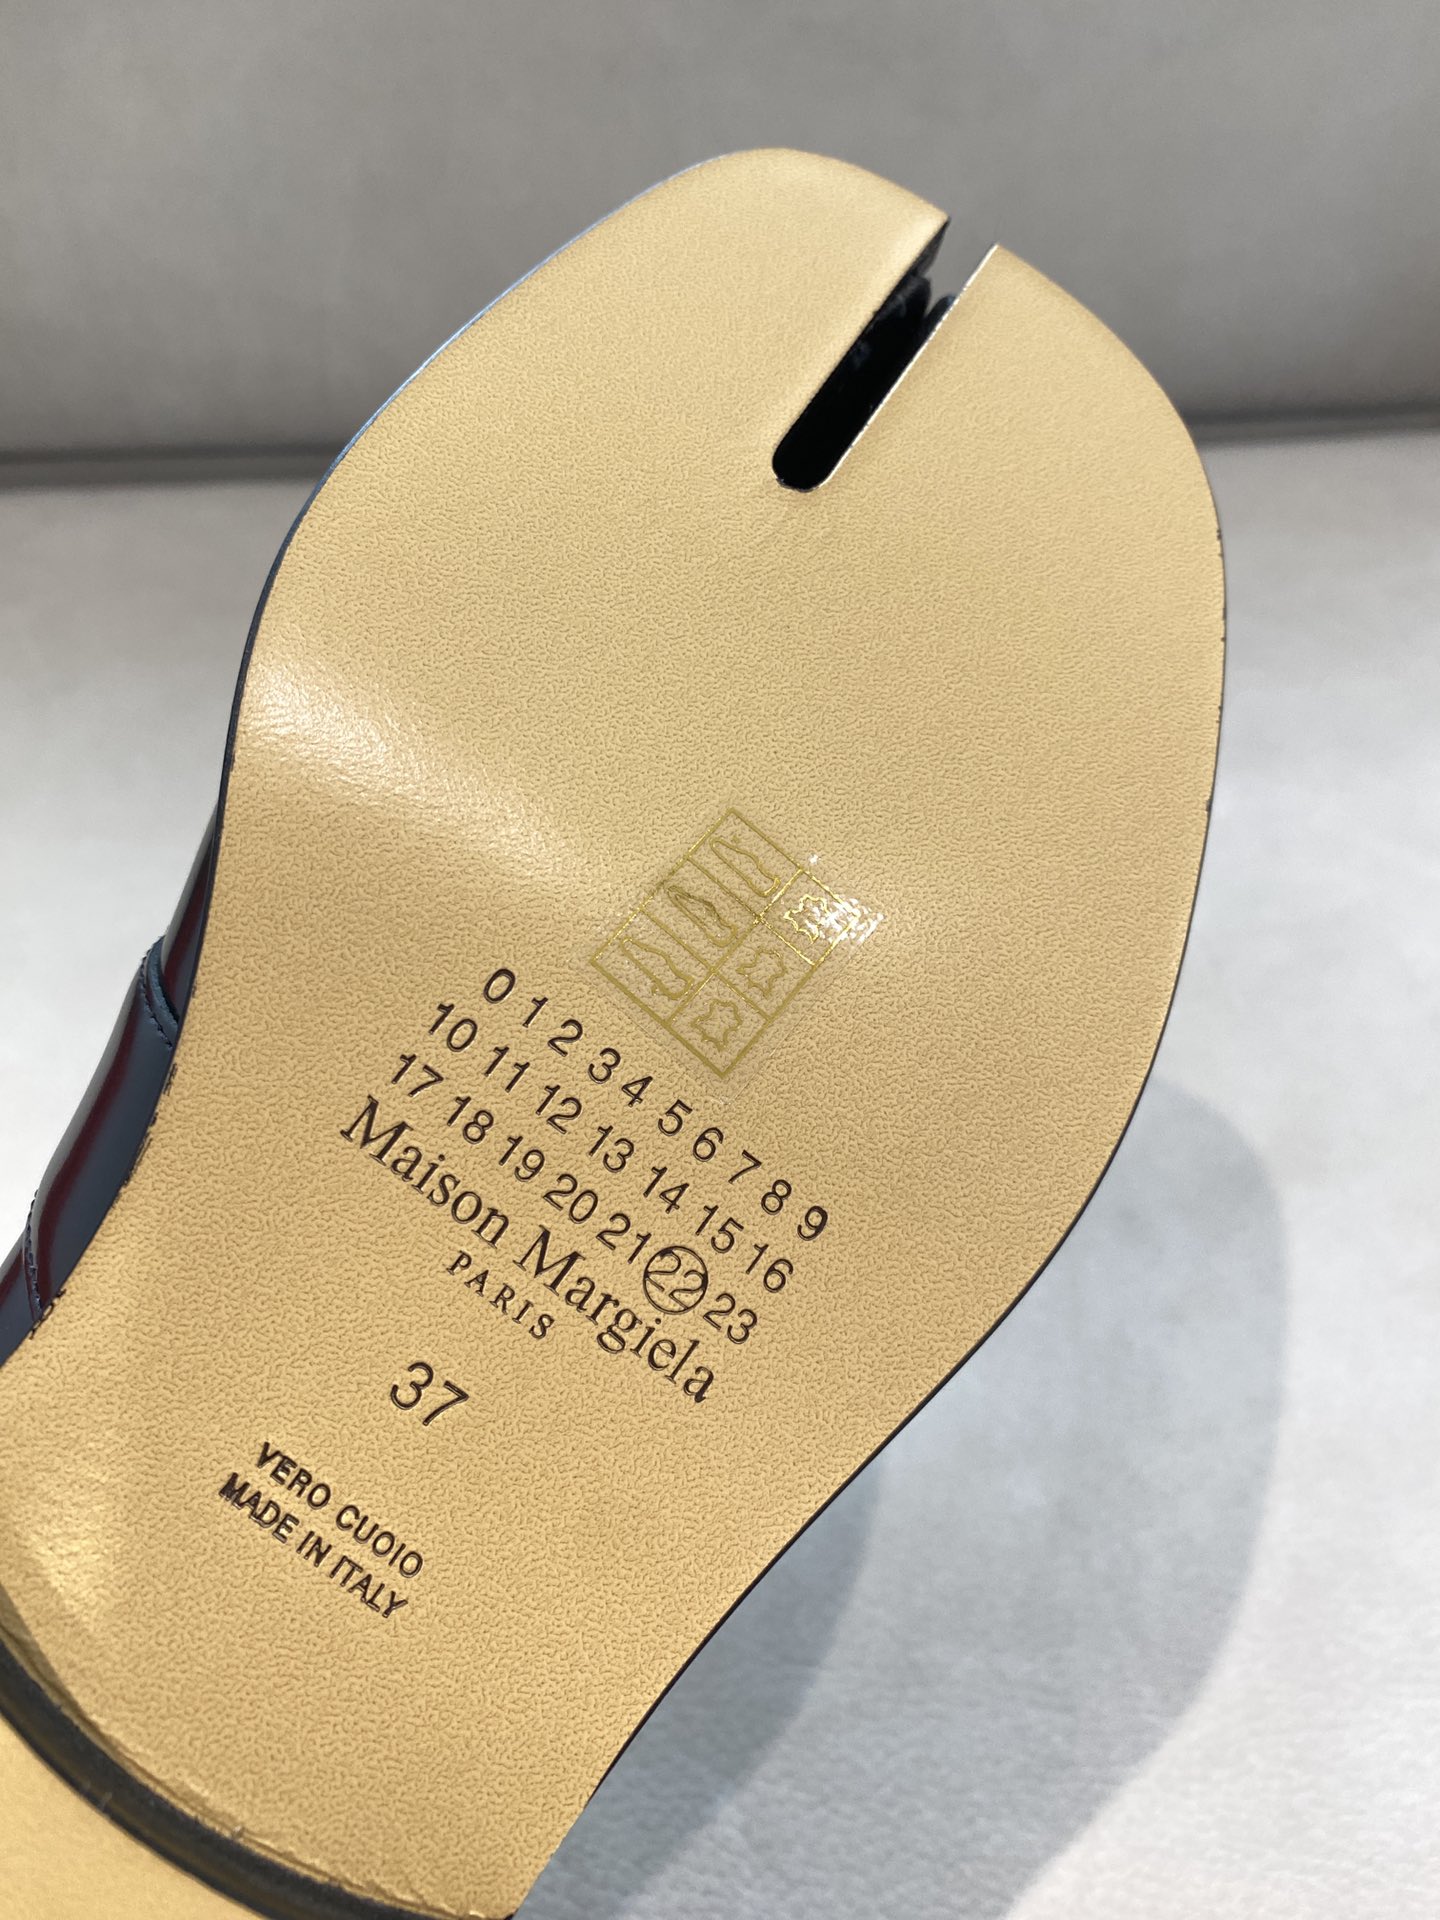 0 1 2 3 4 5 6 7 8 9
10 11 12 13 14 15 16
17 18 19 20 21 22 23
Maison Margiela
PARIS
37
VERO CUOIO
MADE IN ITALY